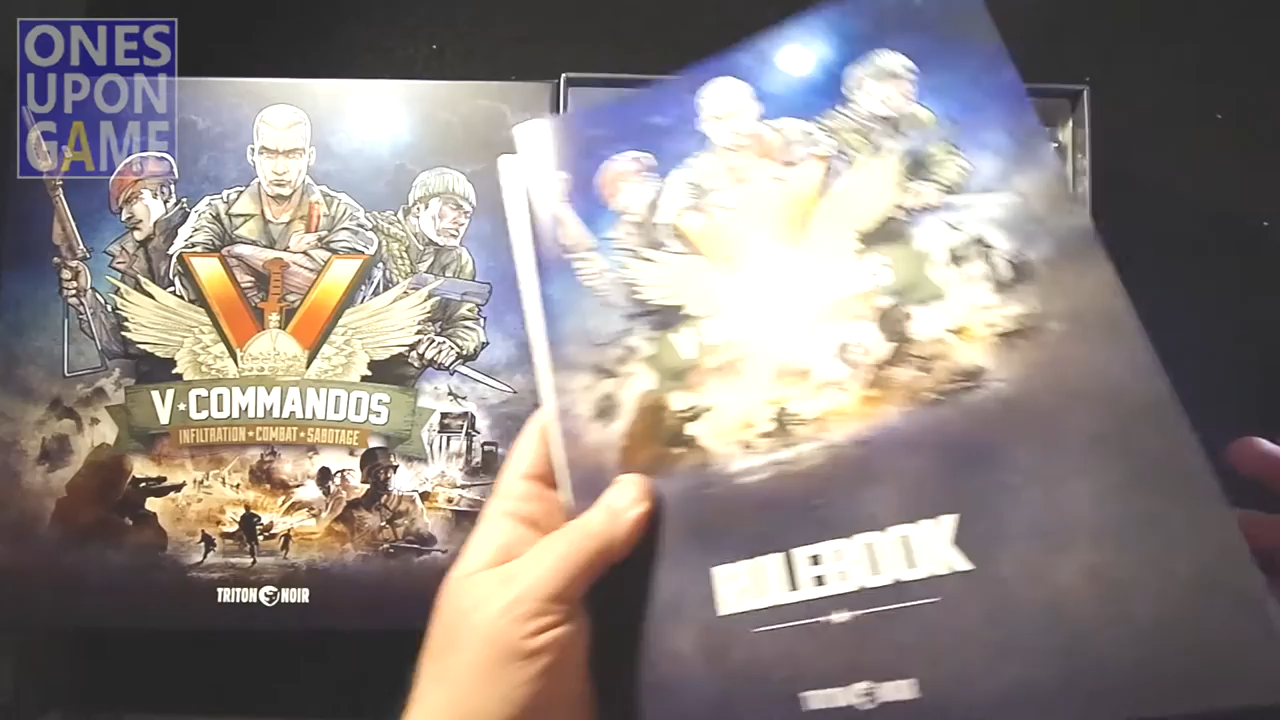 ONES
UPON
GAME
V
V★COMMANDOS
INFILTRATION★COMBAT★SABOTAGE
TRITON NOIR
RULEBOOK